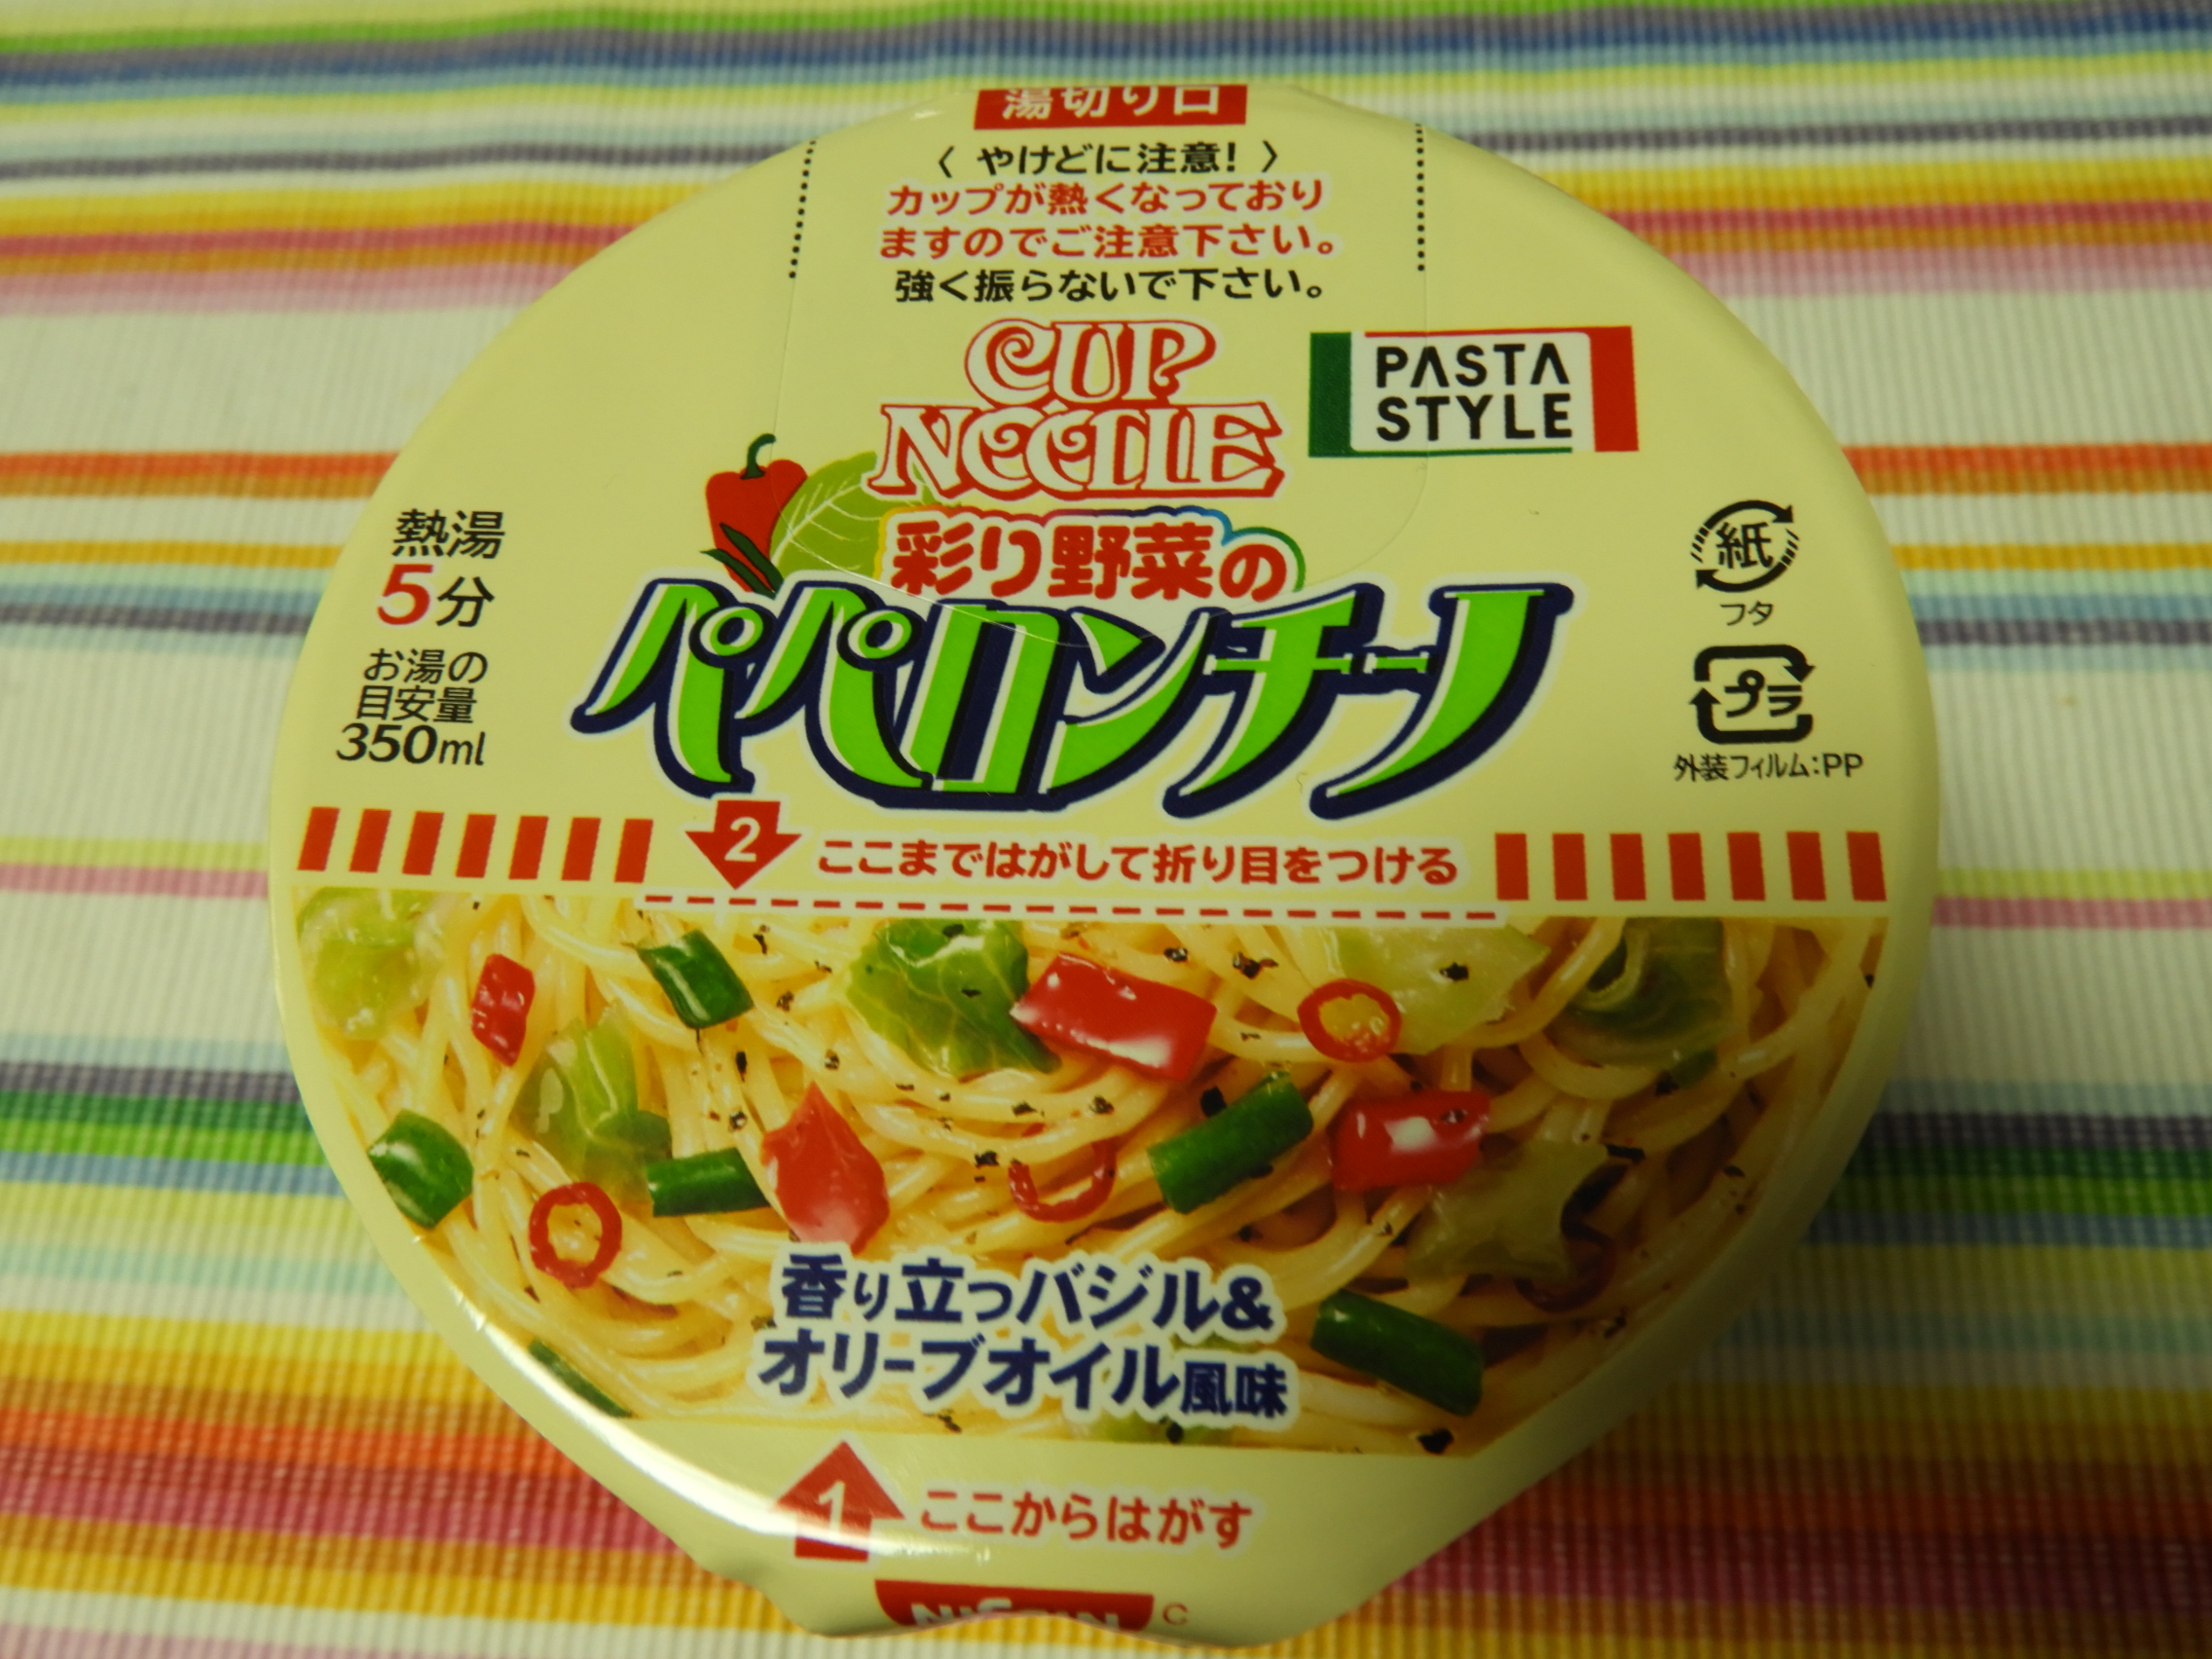 湯切り口
〈 やけどに注意! 〉
カップが熱くなっており
ますのでご注意下さい。
強く振らないで下さい。
CUP
NOODLE
PASTA
STYLE
彩り野菜の
ペペロンチーノ
熱湯
5分
お湯の
目安量
350ml
紙
フタ
プラ
外装フィルム:PP
2 ここまではがして折り目をつける
香り立つバジル&
オリーブオイル風味
1 ここからはがす
NISSIN C